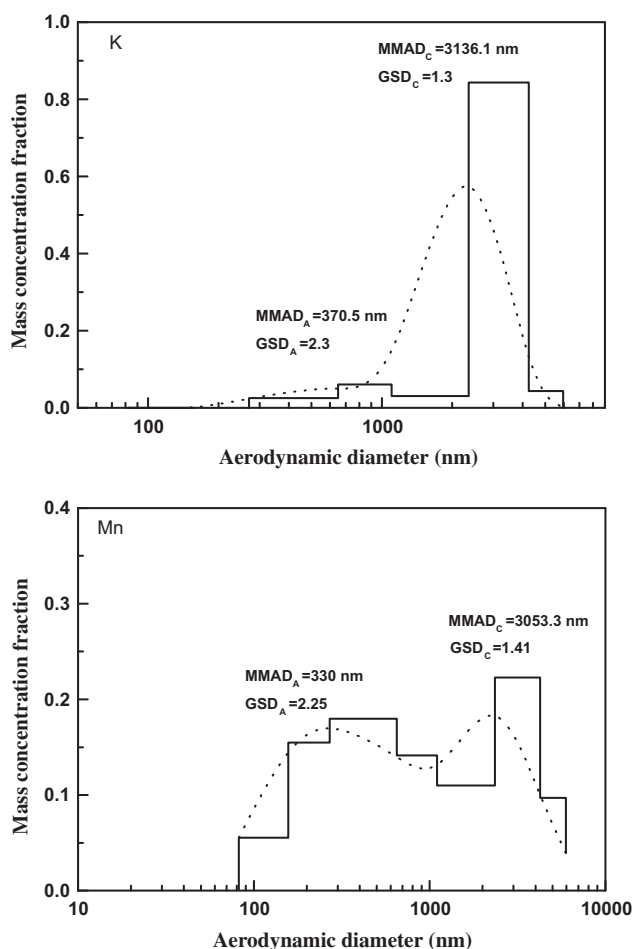 K
1.0
0.8
0.6
0.4
0.2
0.0
Mass concentration fraction
MMAD_C=3136.1 nm
GSD_C=1.3
MMAD_A=370.5 nm
GSD_A=2.3
100
1000
Aerodynamic diameter (nm)
Mn
0.4
0.3
0.2
0.1
0.0
Mass concentration fraction
MMAD_C=3053.3 nm
GSD_C=1.41
MMAD_A=330 nm
GSD_A=2.25
10
100
1000
10000
Aerodynamic diameter (nm)